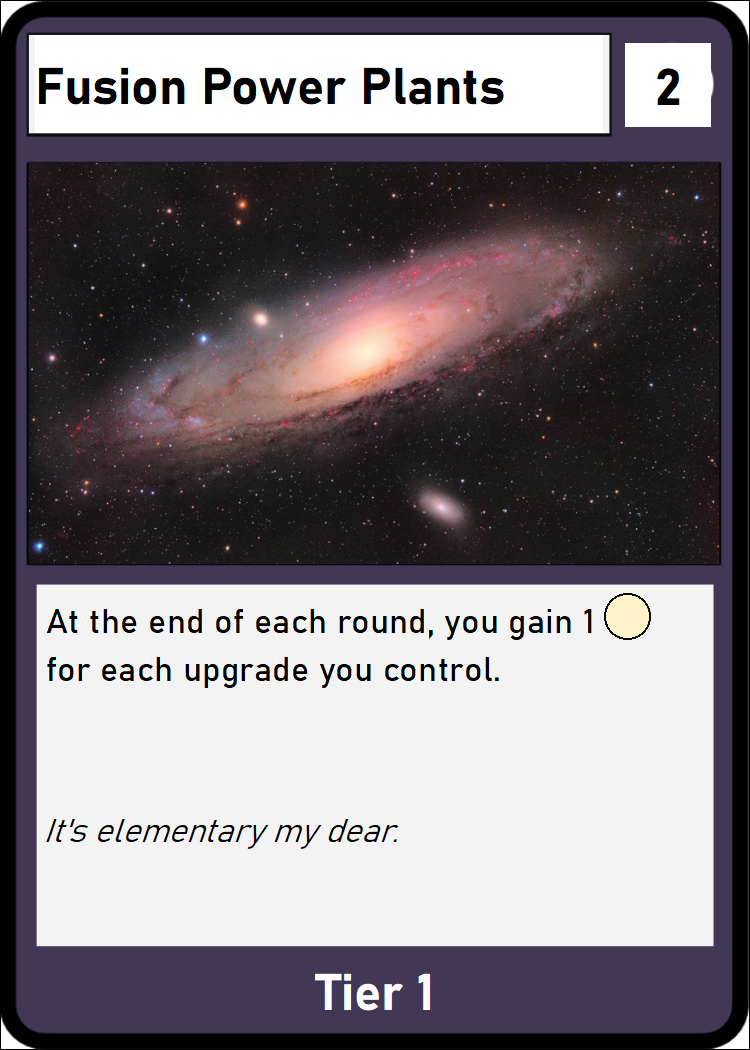 Fusion Power Plants
2
At the end of each round, you gain 1
for each upgrade you control.
It's elementary my dear.
Tier 1